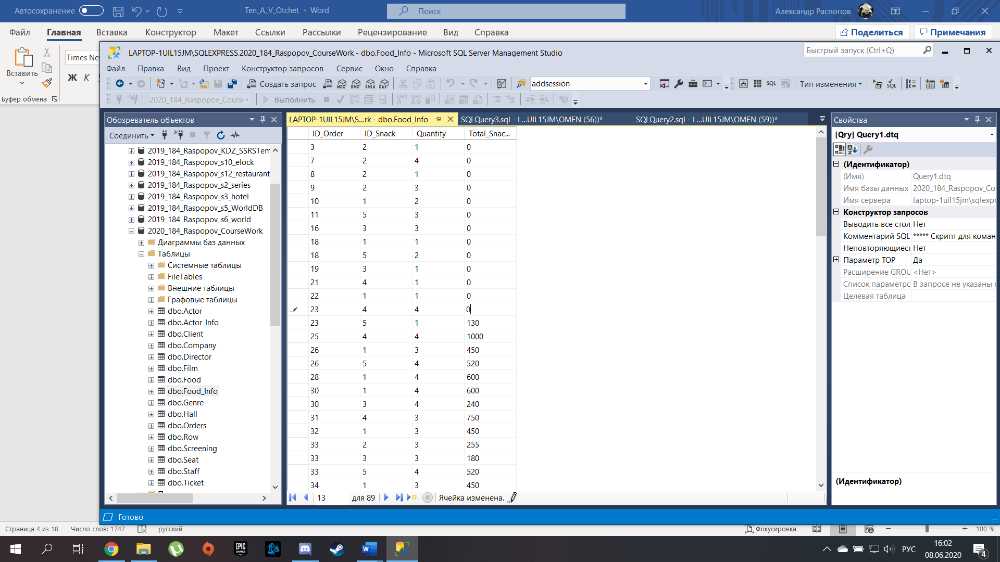 Автосохранение
Ten_A_V_Otchet - Word
Поиск
Александр Распопов
Файл Главная Вставка Конструктор Макет Ссылки Рассылки Рецензирование Вид Справка
Поделиться Примечания
Вставить
Times Ne
Ж К
Буфер обмена
LAPTOP-1UIL15JM\SQLEXPRESS.2020_184_Raspopov_CourseWork - dbo.Food_Info - Microsoft SQL Server Management Studio
Быстрый запуск (Ctrl+Q)
Файл Правка Вид Проект Конструктор запросов Сервис Окно Справка
Создать запрос
MDX DMX XMLA DAX
addsession
SQL
Тип изменения
2020_184_Raspopov_Cours
Выполнить
Обозреватель объектов
Соединить
2019_184_Raspopov_KDZ_SSRSTem
2019_184_Raspopov_s10_elock
2019_184_Raspopov_s12_restaurant
2019_184_Raspopov_s2_series
2019_184_Raspopov_s3_hotel
2019_184_Raspopov_s5_WorldDB
2019_184_Raspopov_s6_world
2020_184_Raspopov_CourseWork
Диаграммы баз данных
Таблицы
Системные таблицы
FileTables
Внешние таблицы
Графовые таблицы
dbo.Actor
dbo.Actor_Info
dbo.Client
dbo.Company
dbo.Director
dbo.Film
dbo.Food
dbo.Food_Info
dbo.Genre
dbo.Hall
dbo.Orders
dbo.Row
dbo.Screening
dbo.Seat
dbo.Staff
dbo.Ticket
LAPTOP-1UIL15JM\S...rk - dbo.Food_Info
SQLQuery3.sql - L...UIL15JM\OMEN (56))*
SQLQuery2.sql - L...UIL15JM\OMEN (59))*
ID_Order ID_Snack Quantity Total_Snac...
3 2 1 0
7 2 4 0
8 2 1 0
9 2 3 0
10 1 2 0
11 5 3 0
16 3 3 0
18 1 1 0
18 5 2 0
19 3 1 0
21 4 1 0
22 1 1 0
23 4 4 0
23 5 1 130
25 4 4 1000
26 1 3 450
26 5 4 520
28 1 4 600
30 1 4 600
30 3 4 240
31 4 3 750
32 1 3 450
33 2 3 255
33 3 3 180
33 5 4 520
34 1 3 450
13 для 89 Ячейка изменена.
Свойства
[Qry] Query1.dtq
(Идентификатор)
(Имя) Query1.dtq
Имя базы данных 2020_184_Raspopov_Co
Имя сервера laptop-1uil15jm\sqlexpr
Конструктор запросов
Выводить все стол Нет
Комментарий SQL ***** Скрипт для коман
Неповторяющиеся Нет
Параметр TOP Да
Расширение GROU <Нет>
Список параметро В запросе не указаны
Целевая таблица
(Идентификатор)
Готово
Страница 4 из 18 Число слов: 1747 русский
Фокусировка
100 %
EPIC GAMES
РУС
16:02
08.06.2020
4